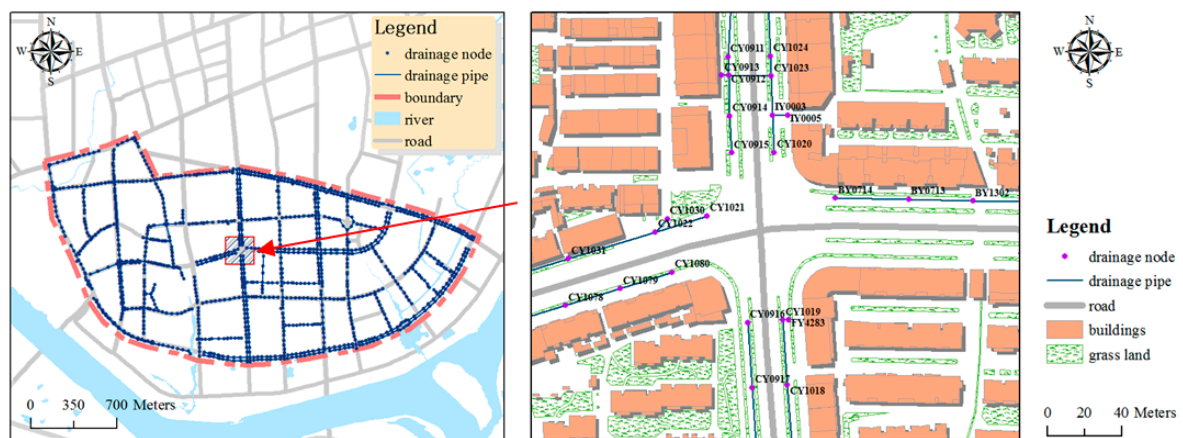 N
W E
S
Legend
drainage node
drainage pipe
boundary
river
road
0 350 700 Meters
CY0911
CY1024
CY0913
CY0912
CY1023
CY0914
IY0003
IY0005
CY0915
CY1020
BY0714
BY0713
BY1302
CY1030
CY1021
CY1022
CY1031
CY1080
CY1079
CY1078
CY0916
CY1019
FY4283
CY0917
CY1018
N
W E
S
Legend
drainage node
drainage pipe
road
buildings
grass land
0 20 40 Meters